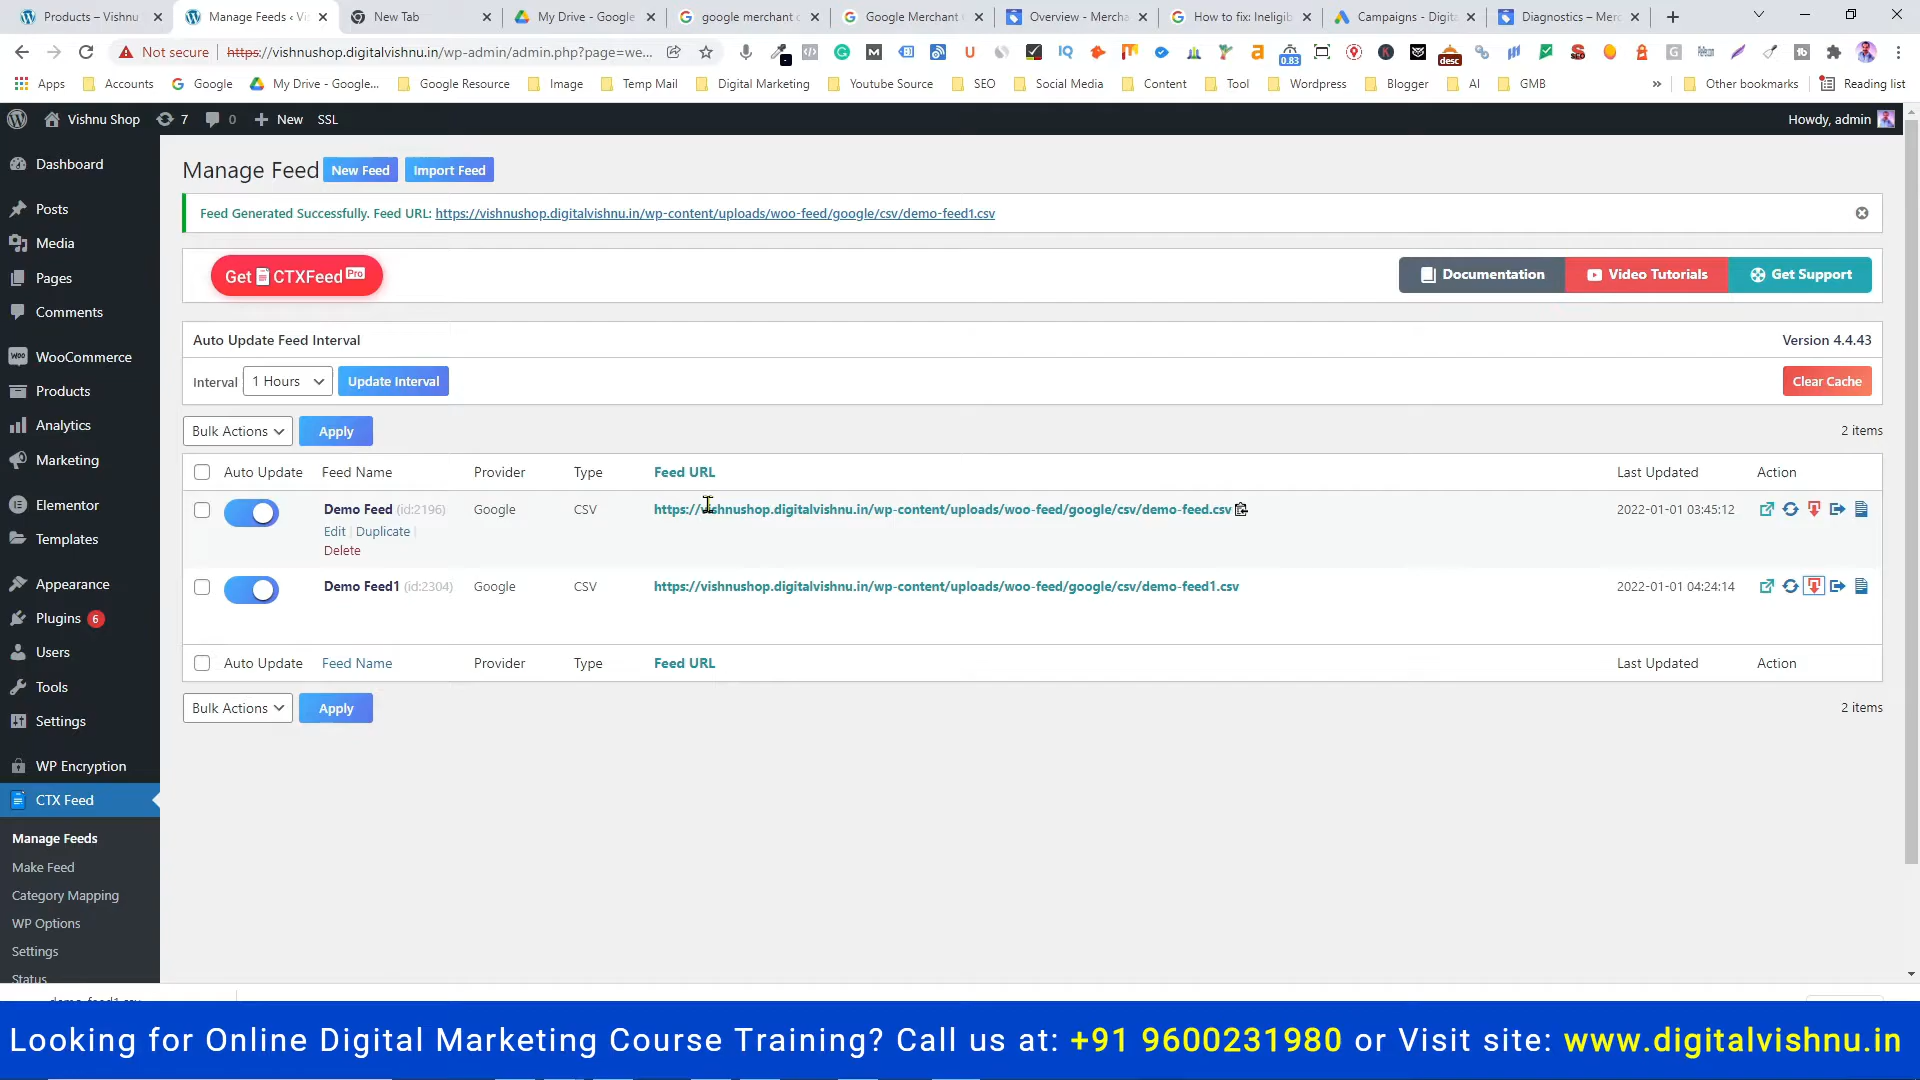 Products – Vishnu
Manage Feeds ‹ Vi
New Tab
My Drive - Google
google merchant c
Google Merchant
Overview - Mercha
How to fix: Ineligib
Campaigns - Digita
Diagnostics – Merc
Not secure
https://vishnushop.digitalvishnu.in/wp-admin/admin.php?page=we...
0.83
desc
Apps
Accounts
Google
My Drive - Google...
Google Resource
Image
Temp Mail
Digital Marketing
Youtube Source
SEO
Social Media
Content
Tool
Wordpress
Blogger
AI
GMB
»
Other bookmarks
Reading list
Vishnu Shop
7
0
New
SSL
Howdy, admin
Dashboard
Posts
Media
Pages
Comments
WooCommerce
Products
Analytics
Marketing
Elementor
Templates
Appearance
Plugins 6
Users
Tools
Settings
WP Encryption
CTX Feed
Manage Feeds
Make Feed
Category Mapping
WP Options
Settings
Status
Manage Feed
New Feed
Import Feed
Feed Generated Successfully. Feed URL: https://vishnushop.digitalvishnu.in/wp-content/uploads/woo-feed/google/csv/demo-feed1.csv
Get CTXFeed Pro
Documentation
Video Tutorials
Get Support
Auto Update Feed Interval
Version 4.4.43
Interval
1 Hours
Update Interval
Clear Cache
Bulk Actions
Apply
2 items
Auto Update
Feed Name
Provider
Type
Feed URL
Last Updated
Action
Demo Feed (id:2196)
Google
CSV
https://vishnushop.digitalvishnu.in/wp-content/uploads/woo-feed/google/csv/demo-feed.csv
2022-01-01 03:45:12
Edit | Duplicate |
Delete
Demo Feed1 (id:2304)
Google
CSV
https://vishnushop.digitalvishnu.in/wp-content/uploads/woo-feed/google/csv/demo-feed1.csv
2022-01-01 04:24:14
Auto Update
Feed Name
Provider
Type
Feed URL
Last Updated
Action
Bulk Actions
Apply
2 items
demo-feed1.csv
Looking for Online Digital Marketing Course Training? Call us at: +91 9600231980 or Visit site: www.digitalvishnu.in